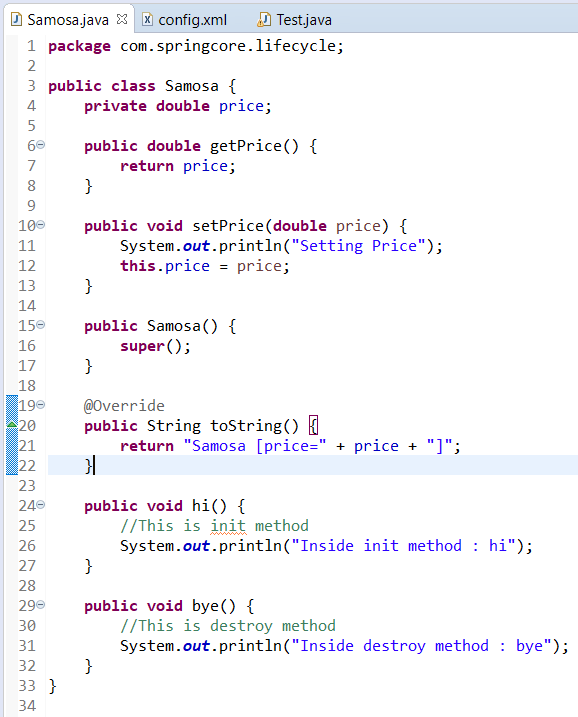 Samosa.java config.xml Test.java
1 package com.springcore.lifecycle;
2
3 public class Samosa {
4     private double price;
5
6     public double getPrice() {
7         return price;
8     }
9
10     public void setPrice(double price) {
11         System.out.println("Setting Price");
12         this.price = price;
13     }
14
15     public Samosa() {
16         super();
17     }
18
19     @Override
20     public String toString() {
21         return "Samosa [price=" + price + "]";
22     }
23
24     public void hi() {
25         //This is init method
26         System.out.println("Inside init method : hi");
27     }
28
29     public void bye() {
30         //This is destroy method
31         System.out.println("Inside destroy method : bye");
32     }
33 }
34